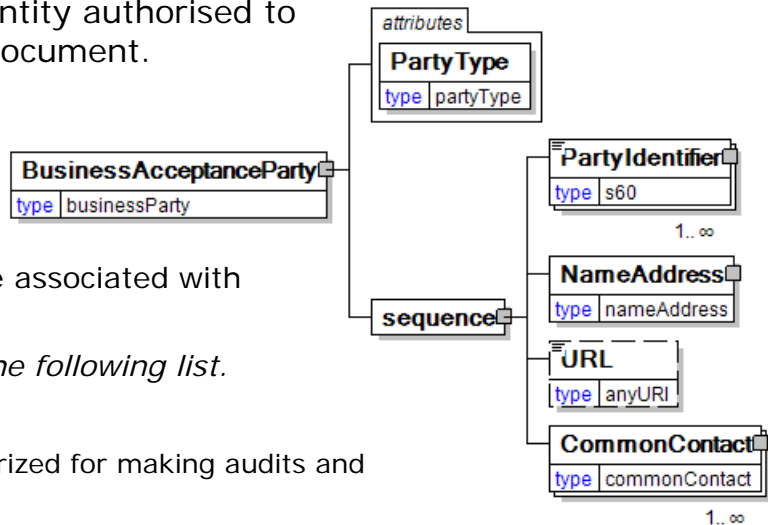 ntity authorised to
ocument.
attributes
PartyType
type partyType
BusinessAcceptanceParty
type businessParty
PartyIdentifier
type s60
1.. ∞
e associated with
NameAddress
type nameAddress
sequence
ne following list.
URL
type anyURI
rized for making audits and
CommonContact
type commonContact
1.. ∞